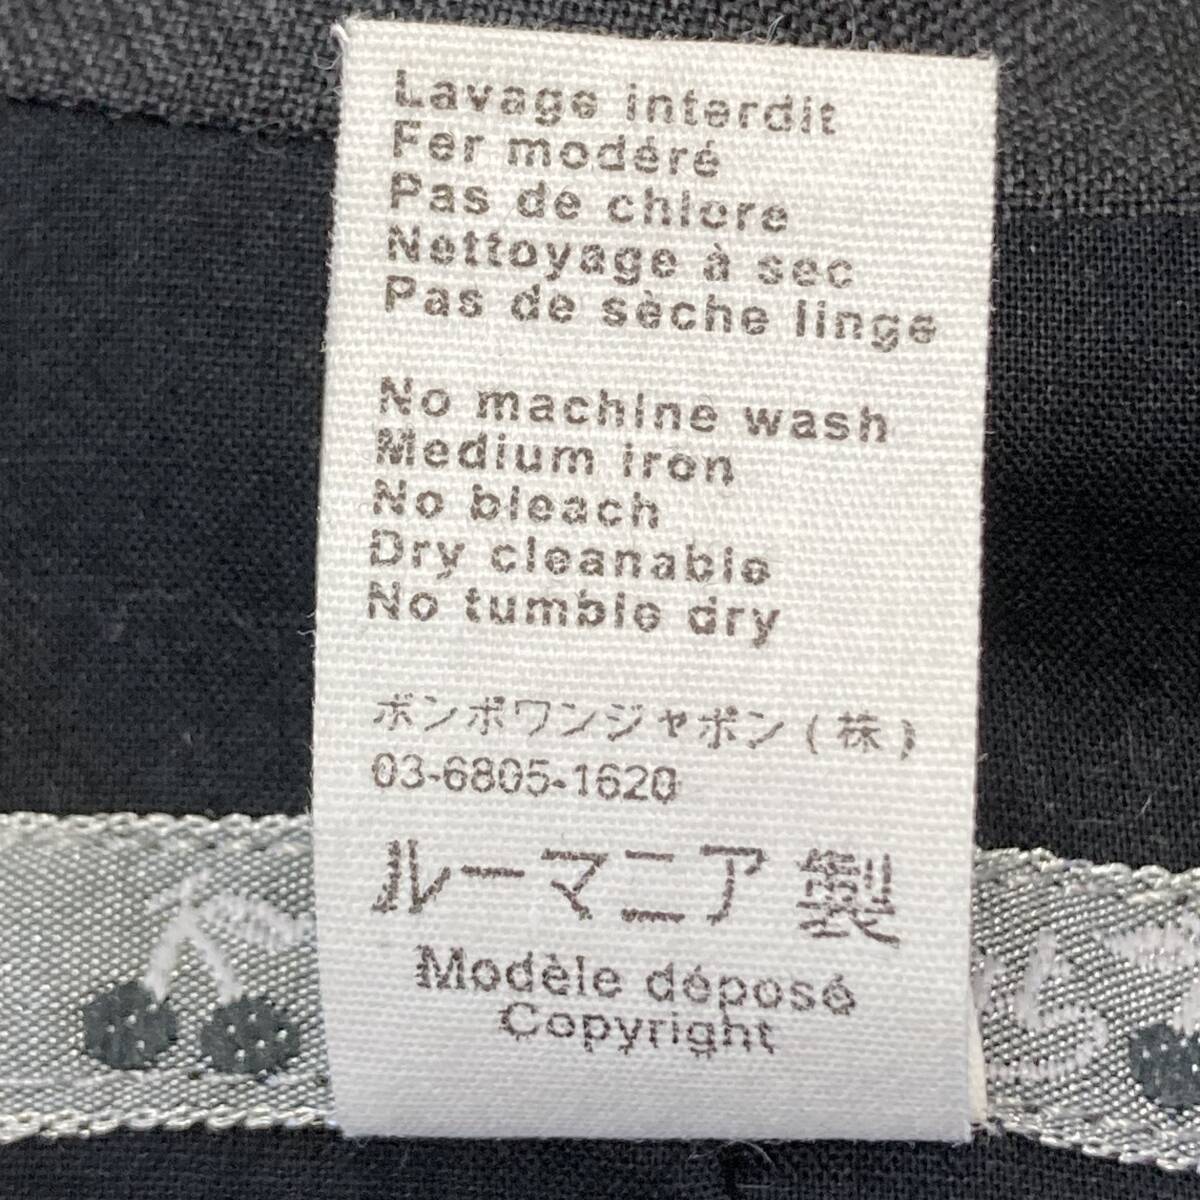 Lavage interdit
Fer modéré
Pas de chlore
Nettoyage à sec
Pas de sèche linge
No machine wash
Medium iron
No bleach
Dry cleanable
No tumble dry
ボンポワンジャポン(株)
03-6805-1620
ルーマニア製
Modèle déposé
Copyright